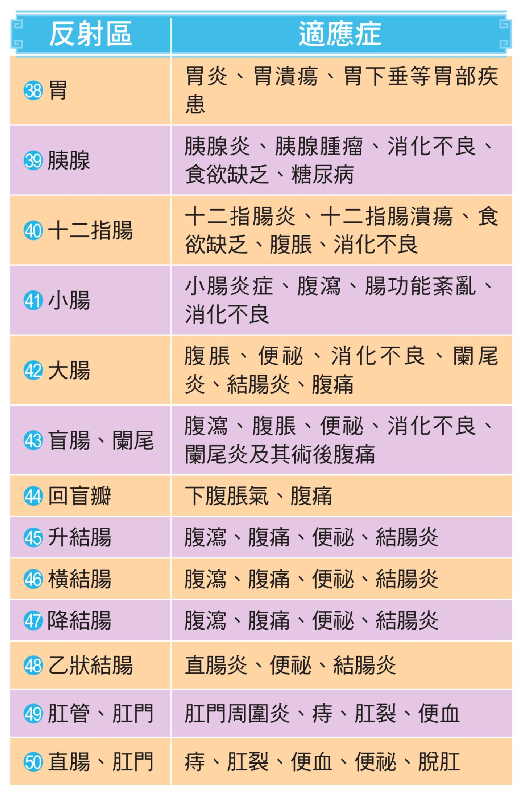 反射區 適應症
㊳ 胃 胃炎、胃潰瘍、胃下垂等胃部疾
患
㊴ 胰腺 胰腺炎、胰腺腫瘤、消化不良、
食欲缺乏、糖尿病
㊵ 十二指腸 十二指腸炎、十二指腸潰瘍、食
欲缺乏、腹脹、消化不良
㊶ 小腸 小腸炎症、腹瀉、腸功能紊亂、
消化不良
㊷ 大腸 腹脹、便祕、消化不良、闌尾
炎、結腸炎、腹痛
㊸ 盲腸、闌尾 腹瀉、腹脹、便祕、消化不良、
闌尾炎及其術後腹痛
㊹ 回盲瓣 下腹脹氣、腹痛
㊺ 升結腸 腹瀉、腹痛、便祕、結腸炎
㊻ 橫結腸 腹瀉、腹痛、便祕、結腸炎
㊼ 降結腸 腹瀉、腹痛、便祕、結腸炎
㊽ 乙狀結腸 直腸炎、便祕、結腸炎
㊾ 肛管、肛門 肛門周圍炎、痔、肛裂、便血
㊿ 直腸、肛門 痔、肛裂、便血、便祕、脫肛